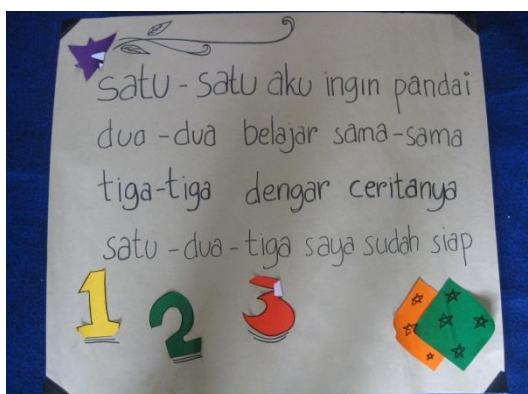 satu - satu aku ingin pandai
dua - dua belajar sama-sama
tiga-tiga dengar ceritanya
satu - dua - tiga saya sudah siap
1 2 3